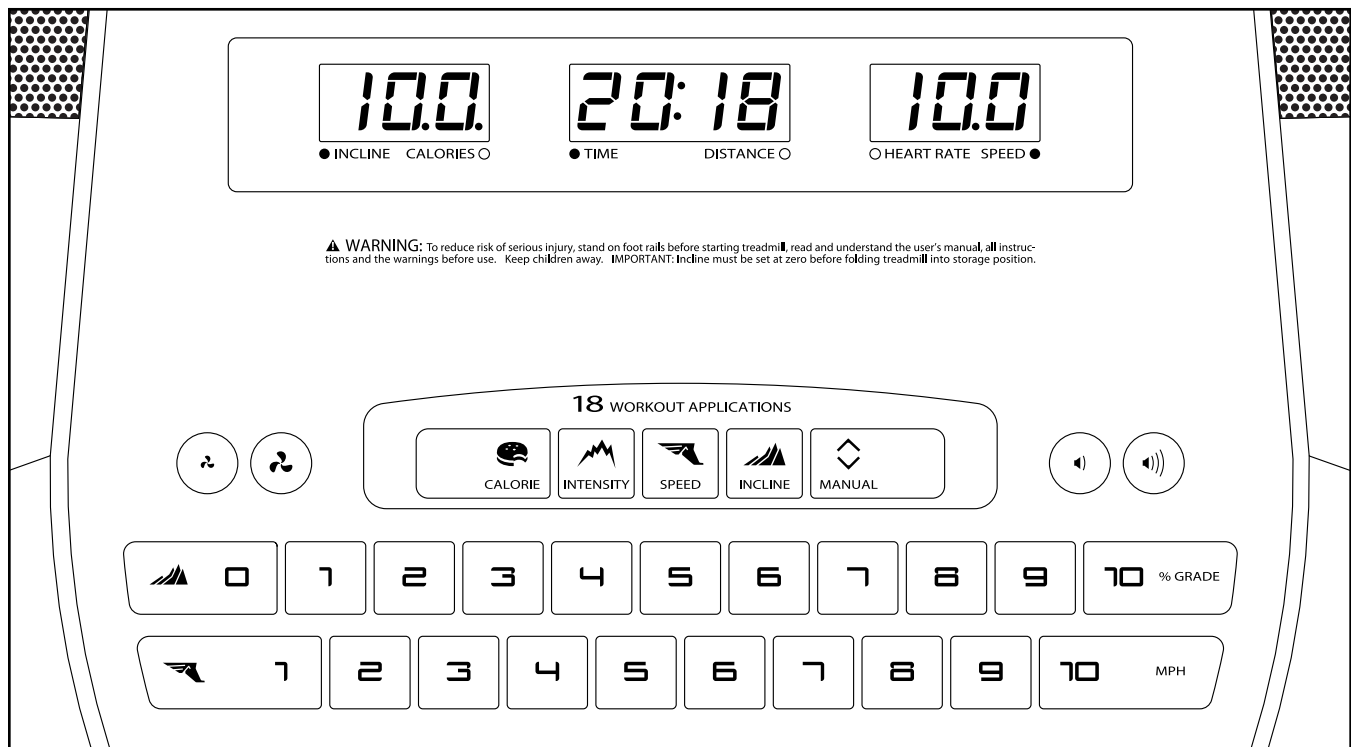 10.0. 20:18 10.0
INCLINE CALORIES TIME DISTANCE HEART RATE SPEED
WARNING: To reduce risk of serious injury, stand on foot rails before starting treadmill, read and understand the user's manual, all instruc-
tions and the warnings before use. Keep children away. IMPORTANT: Incline must be set at zero before folding treadmill into storage position.
18 WORKOUT APPLICATIONS
CALORIE INTENSITY SPEED INCLINE MANUAL
0 1 2 3 4 5 6 7 8 9 10 % GRADE
1 2 3 4 5 6 7 8 9 10 MPH